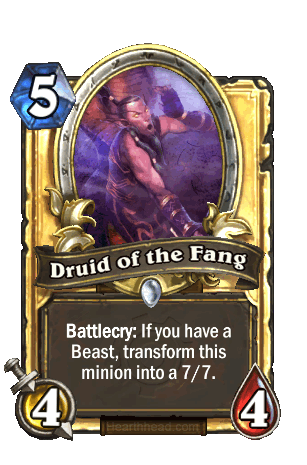 5
Druid of the Fang
Battlecry: If you have a
Beast, transform this
minion into a 7/7.
4
4
Hearthhead.com